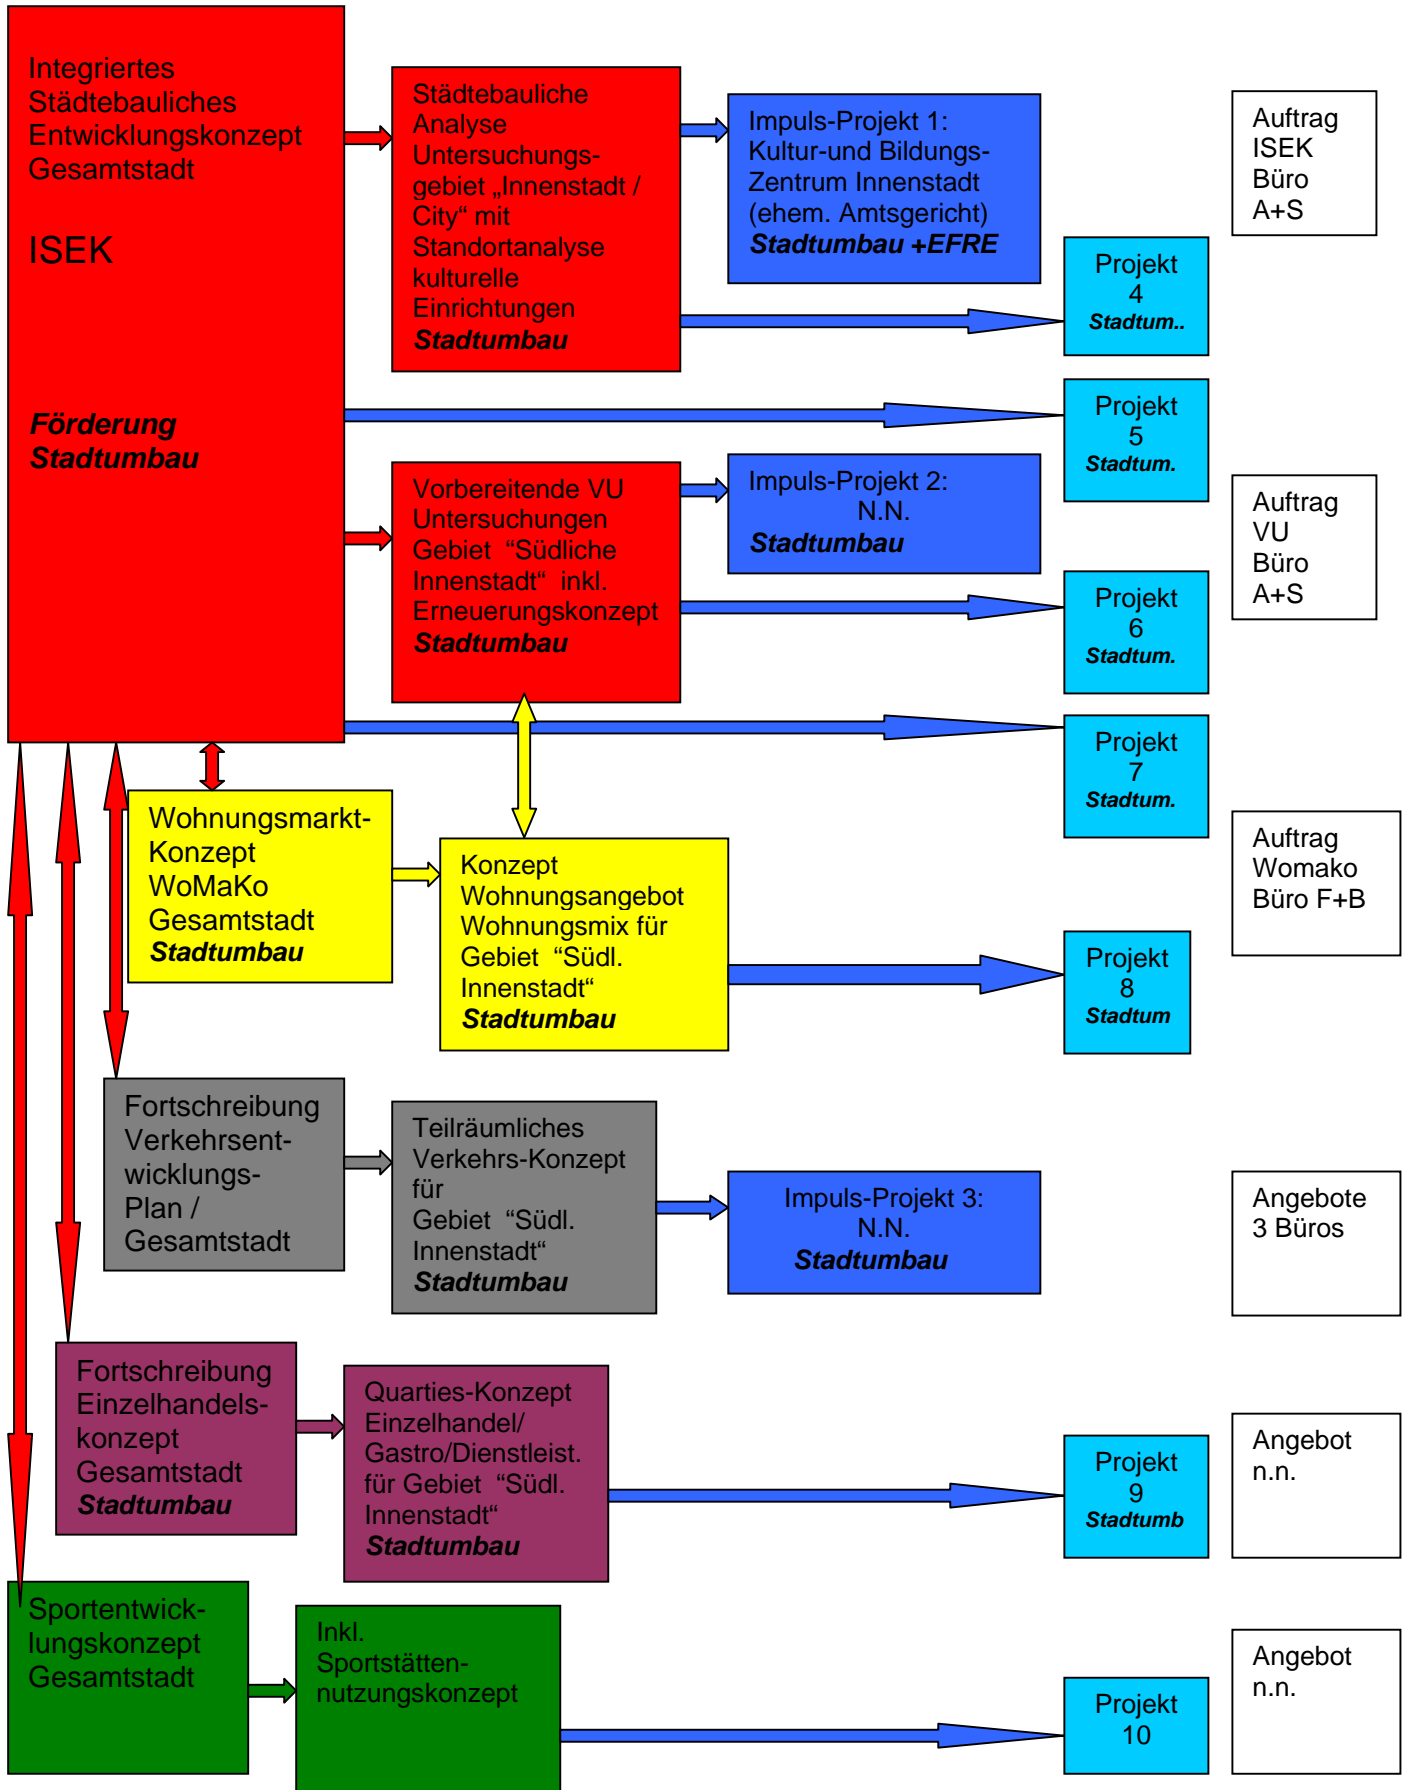 Integriertes
Städtebauliches
Entwicklungskonzept
Gesamtstadt
ISEK
Förderung
Stadtumbau
Städtebauliche
Analyse
Untersuchungs-
gebiet „Innenstadt /
City“ mit
Standortanalyse
kulturelle
Einrichtungen
Stadtumbau
Impuls-Projekt 1:
Kultur-und Bildungs-
Zentrum Innenstadt
(ehem. Amtsgericht)
Stadtumbau +EFRE
Auftrag
ISEK
Büro
A+S
Projekt
4
Stadtum..
Projekt
5
Stadtum.
Vorbereitende VU
Untersuchungen
Gebiet “Südliche
Innenstadt“ inkl.
Erneuerungskonzept
Stadtumbau
Impuls-Projekt 2:
N.N.
Stadtumbau
Auftrag
VU
Büro
A+S
Projekt
6
Stadtum.
Projekt
7
Stadtum.
Wohnungsmarkt-
Konzept
WoMaKo
Gesamtstadt
Stadtumbau
Konzept
Wohnungsangebot
Wohnungsmix für
Gebiet “Südl.
Innenstadt“
Stadtumbau
Auftrag
Womako
Büro F+B
Projekt
8
Stadtum
Fortschreibung
Verkehrsent-
wicklungs-
Plan /
Gesamtstadt
Teilräumliches
Verkehrs-Konzept
für
Gebiet “Südl.
Innenstadt“
Stadtumbau
Impuls-Projekt 3:
N.N.
Stadtumbau
Angebote
3 Büros
Fortschreibung
Einzelhandels-
konzept
Gesamtstadt
Stadtumbau
Quarties-Konzept
Einzelhandel/
Gastro/Dienstleist.
für Gebiet “Südl.
Innenstadt“
Stadtumbau
Projekt
9
Stadtumb
Angebot
n.n.
Sportentwick-
lungskonzept
Gesamtstadt
Inkl.
Sportstätten-
nutzungskonzept
Projekt
10
Angebot
n.n.